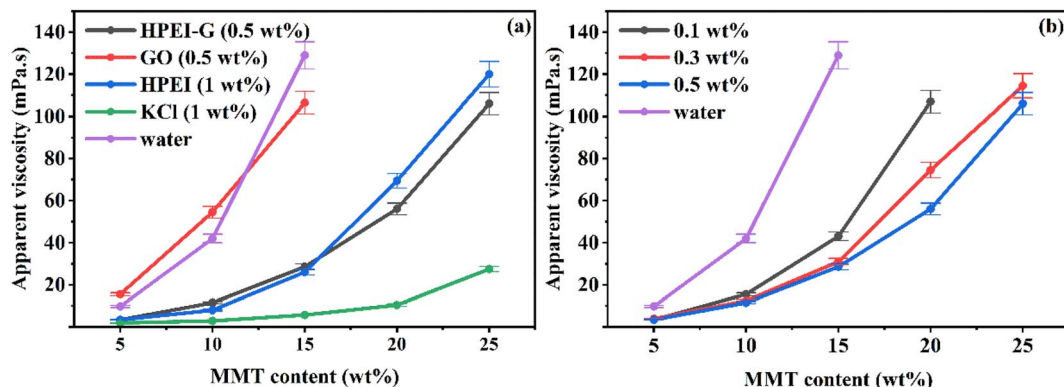 (a)
HPEI-G (0.5 wt%)
GO (0.5 wt%)
HPEI (1 wt%)
KCl (1 wt%)
water
Apparent viscosity (mPa.s)
140
120
100
80
60
40
20
5
10
15
20
25
MMT content (wt%)
(b)
0.1 wt%
0.3 wt%
0.5 wt%
water
Apparent viscosity (mPa.s)
140
120
100
80
60
40
20
5
10
15
20
25
MMT content (wt%)